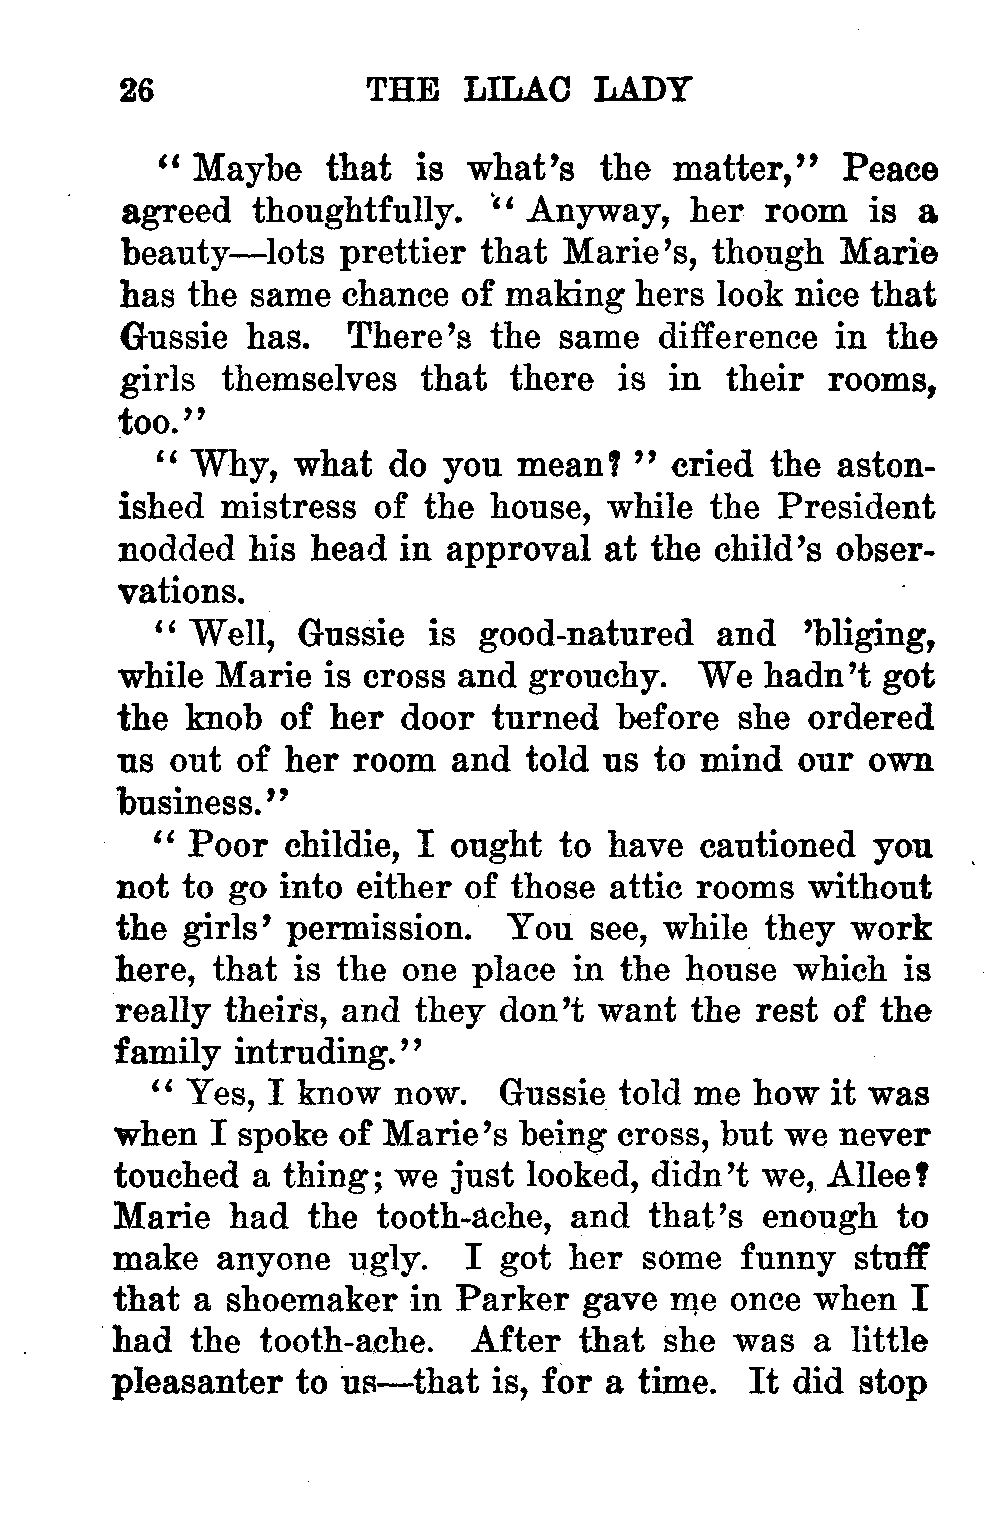 26 THE LILAC LADY
" Maybe that is what's the matter," Peace
agreed thoughtfully. " Anyway, her room is a
beauty—lots prettier that Marie's, though Marie
has the same chance of making hers look nice that
Gussie has. There's the same difference in the
girls themselves that there is in their rooms,
too."
" Why, what do you mean? " cried the aston-
ished mistress of the house, while the President
nodded his head in approval at the child's obser-
vations.
" Well, Gussie is good-natured and 'bliging,
while Marie is cross and grouchy. We hadn't got
the knob of her door turned before she ordered
us out of her room and told us to mind our own
business."
" Poor childie, I ought to have cautioned you
not to go into either of those attic rooms without
the girls' permission. You see, while they work
here, that is the one place in the house which is
really theirs, and they don't want the rest of the
family intruding."
" Yes, I know now. Gussie told me how it was
when I spoke of Marie's being cross, but we never
touched a thing; we just looked, didn't we, Allee?
Marie had the tooth-ache, and that's enough to
make anyone ugly. I got her some funny stuff
that a shoemaker in Parker gave me once when I
had the tooth-ache. After that she was a little
pleasanter to us—that is, for a time. It did stop